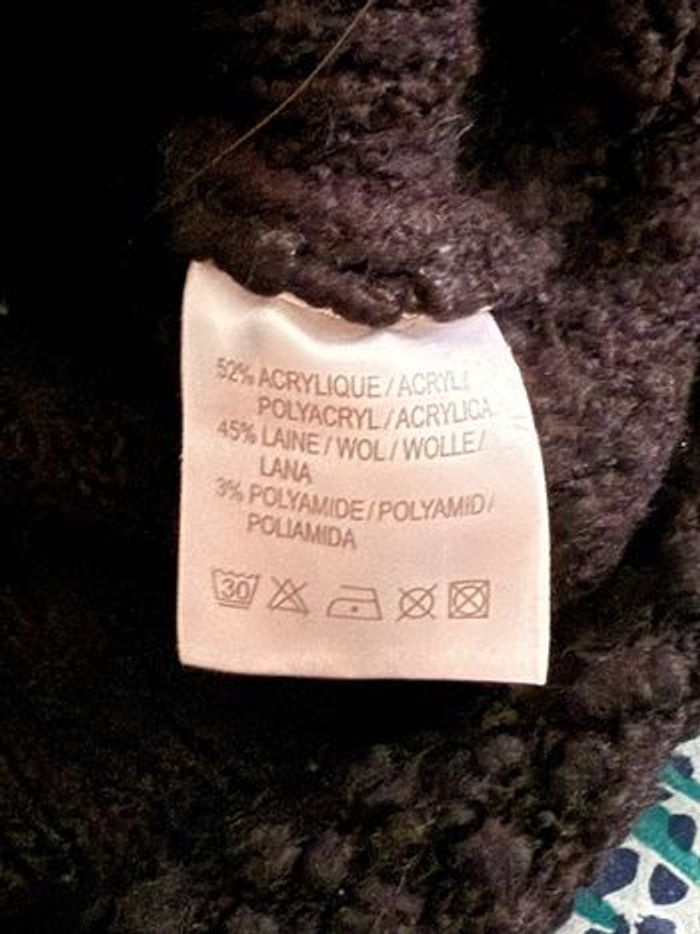 52% ACRYLIQUE / ACRYL /
POLYACRYL / ACRYLICA
45% LAINE / WOL / WOLLE /
LANA
3% POLYAMIDE / POLYAMID /
POLIAMIDA
30